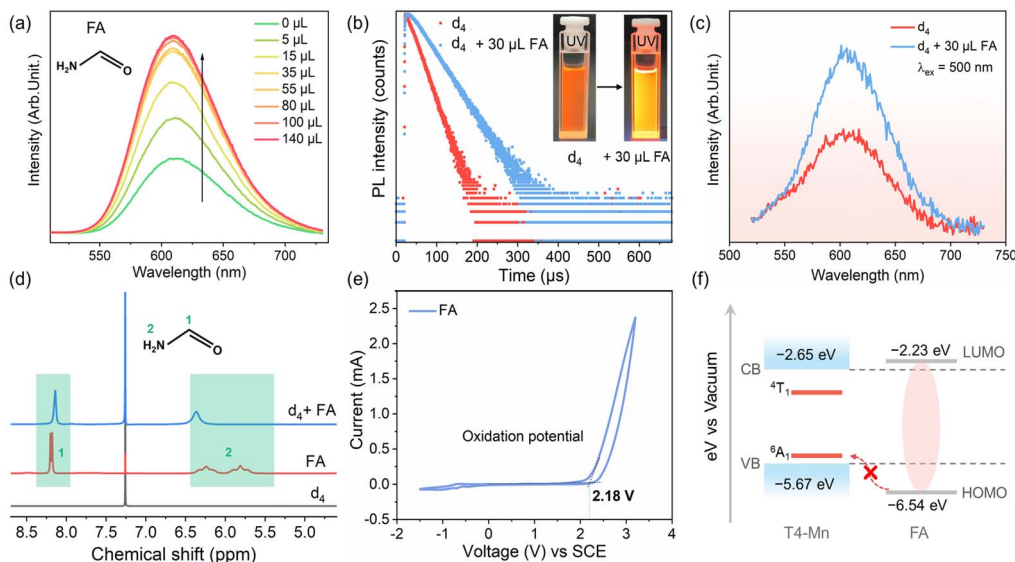 (a)
FA
H₂N
O
0 µL
5 µL
15 µL
35 µL
55 µL
80 µL
100 µL
140 µL
Intensity (Arb.Unit.)
550
600
650
700
Wavelength (nm)
(b)
d₄
d₄ + 30 µL FA
UV
UV
d₄
+ 30 µL FA
PL intensity (counts)
0
100
200
300
400
500
600
Time (µs)
(c)
d₄
d₄ + 30 µL FA
λex = 500 nm
Intensity (Arb.Unit.)
500
550
600
650
700
750
Wavelength (nm)
(d)
2
1
H₂N
O
d₄+ FA
1
2
FA
d₄
8.5
8.0
7.5
7.0
6.5
6.0
5.5
5.0
Chemical shift (ppm)
(e)
FA
2.5
2.0
1.5
1.0
0.5
0.0
-0.5
Current (mA)
Oxidation potential
2.18 V
-2
-1
0
1
2
3
4
Voltage (V) vs SCE
(f)
eV vs Vacuum
−2.65 eV
−2.23 eV
LUMO
CB
⁴T₁
⁶A₁
VB
−5.67 eV
HOMO
−6.54 eV
T4-Mn
FA